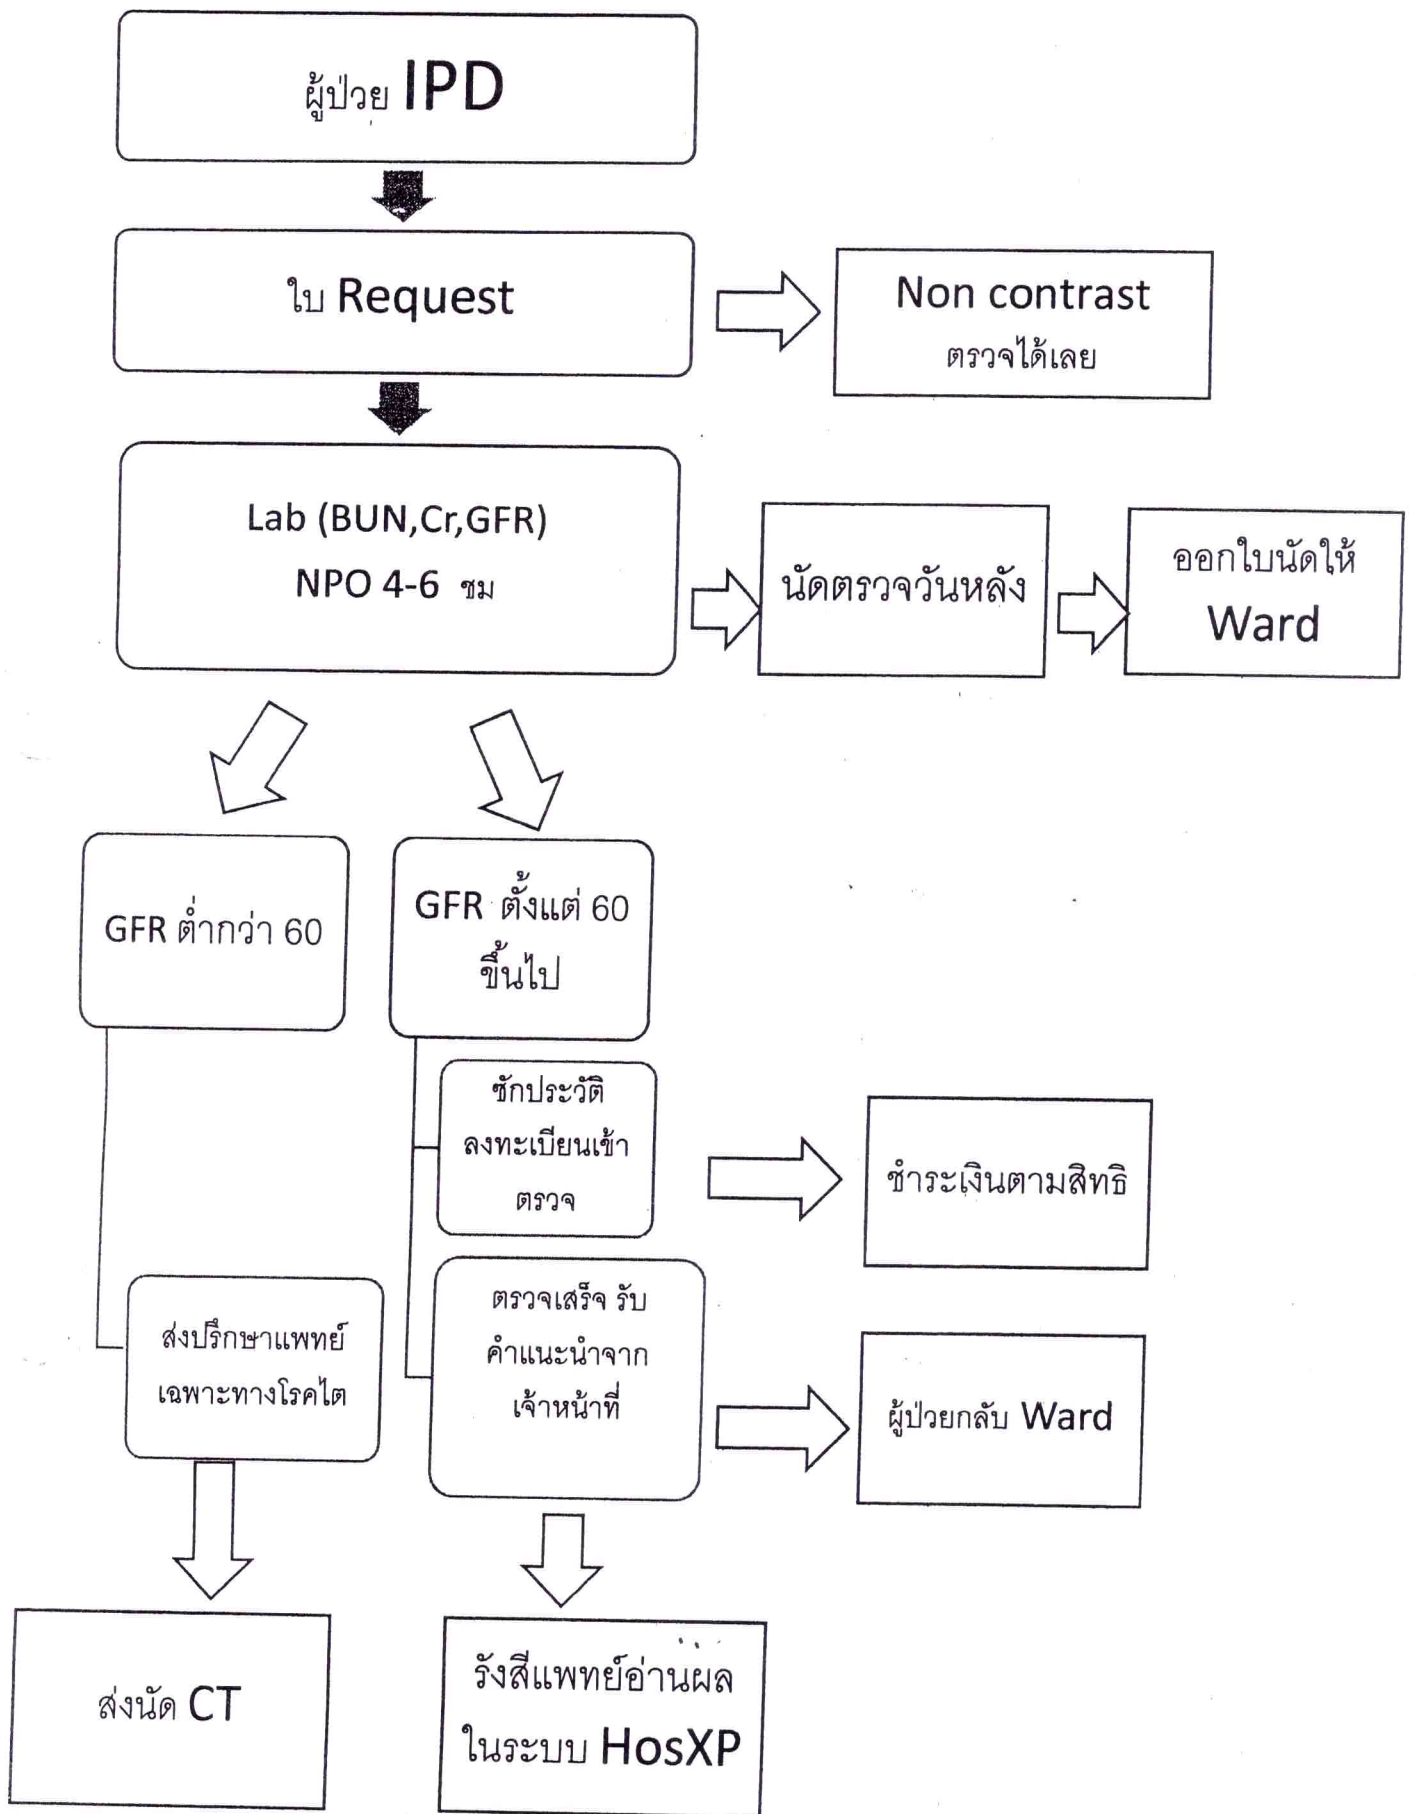 ผู้ป่วย IPD
ใบ Request
Non contrast
ตรวจได้เลย
Lab (BUN,Cr,GFR)
NPO 4-6 ชม
นัดตรวจวันหลัง
ออกใบนัดให้
Ward
GFR ต่ำกว่า 60
GFR ตั้งแต่ 60
ขึ้นไป
ซักประวัติ
ลงทะเบียนเข้า
ตรวจ
ชำระเงินตามสิทธิ
ส่งปรึกษาแพทย์
เฉพาะทางโรคไต
ตรวจเสร็จ รับ
คำแนะนำจาก
เจ้าหน้าที่
ผู้ป่วยกลับ Ward
ส่งนัด CT
รังสีแพทย์อ่านผล
ในระบบ HosXP